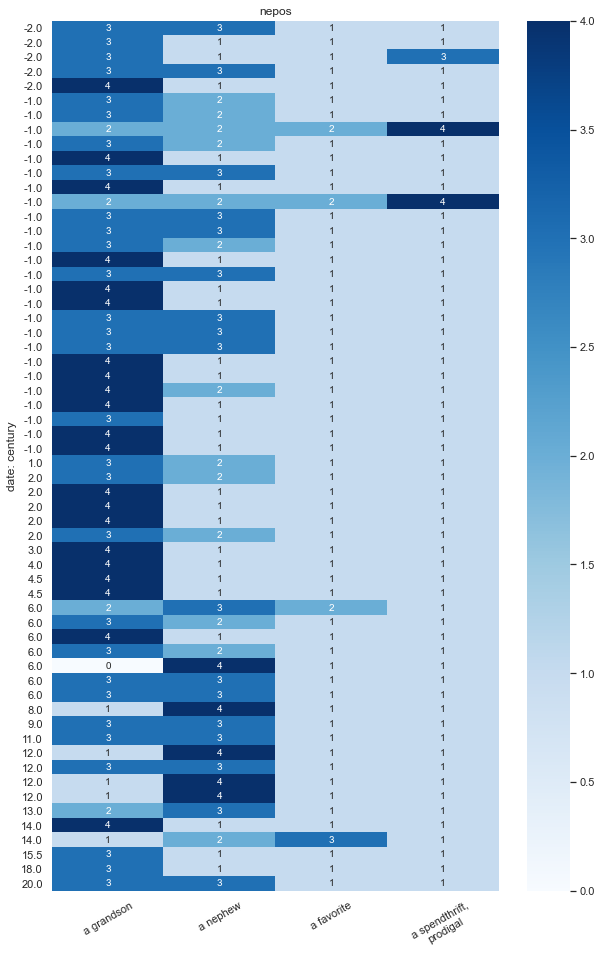 nepos
-2.0 3 3 1 1
-2.0 3 1 1 1
-2.0 3 1 1 3
-2.0 3 3 1 1
-2.0 4 1 1 1
-1.0 3 2 1 1
-1.0 3 2 1 1
-1.0 2 2 2 4
-1.0 3 2 1 1
-1.0 4 1 1 1
-1.0 3 3 1 1
-1.0 4 1 1 1
-1.0 2 2 2 4
-1.0 3 3 1 1
-1.0 3 3 1 1
-1.0 3 2 1 1
-1.0 4 1 1 1
-1.0 3 3 1 1
-1.0 4 1 1 1
-1.0 4 1 1 1
-1.0 3 3 1 1
-1.0 3 3 1 1
-1.0 3 3 1 1
-1.0 4 1 1 1
-1.0 4 1 1 1
-1.0 4 2 1 1
-1.0 4 1 1 1
-1.0 3 1 1 1
-1.0 4 1 1 1
-1.0 4 1 1 1
1.0 3 2 1 1
2.0 3 2 1 1
2.0 4 1 1 1
2.0 4 1 1 1
2.0 4 1 1 1
2.0 3 2 1 1
3.0 4 1 1 1
4.0 4 1 1 1
4.5 4 1 1 1
4.5 4 1 1 1
6.0 2 3 2 1
6.0 3 2 1 1
6.0 4 1 1 1
6.0 3 2 1 1
6.0 0 4 1 1
6.0 3 3 1 1
6.0 3 3 1 1
8.0 1 4 1 1
9.0 3 3 1 1
11.0 3 3 1 1
12.0 1 4 1 1
12.0 3 3 1 1
12.0 1 4 1 1
12.0 1 4 1 1
13.0 2 3 1 1
14.0 4 1 1 1
14.0 1 2 3 1
15.5 3 1 1 1
18.0 3 1 1 1
20.0 3 3 1 1
date: century
a grandson
a nephew
a favorite
a spendthrift,
prodigal
4.0
3.5
3.0
2.5
2.0
1.5
1.0
0.5
0.0